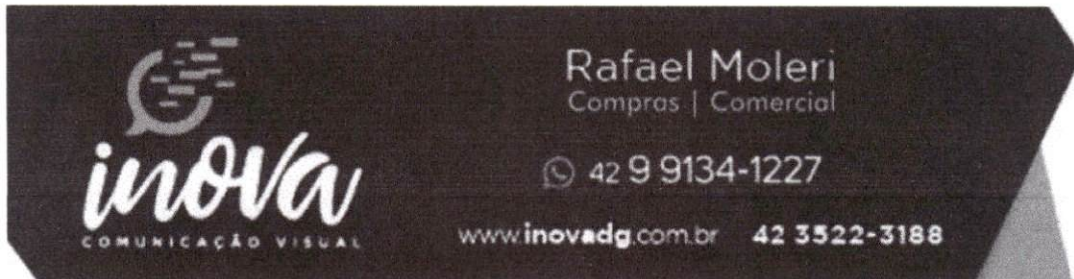 inova
COMUNICAÇÃO VISUAL
Rafael Moleri
Compras | Comercial
42 9 9134-1227
www.inovadg.com.br 42 3522-3188